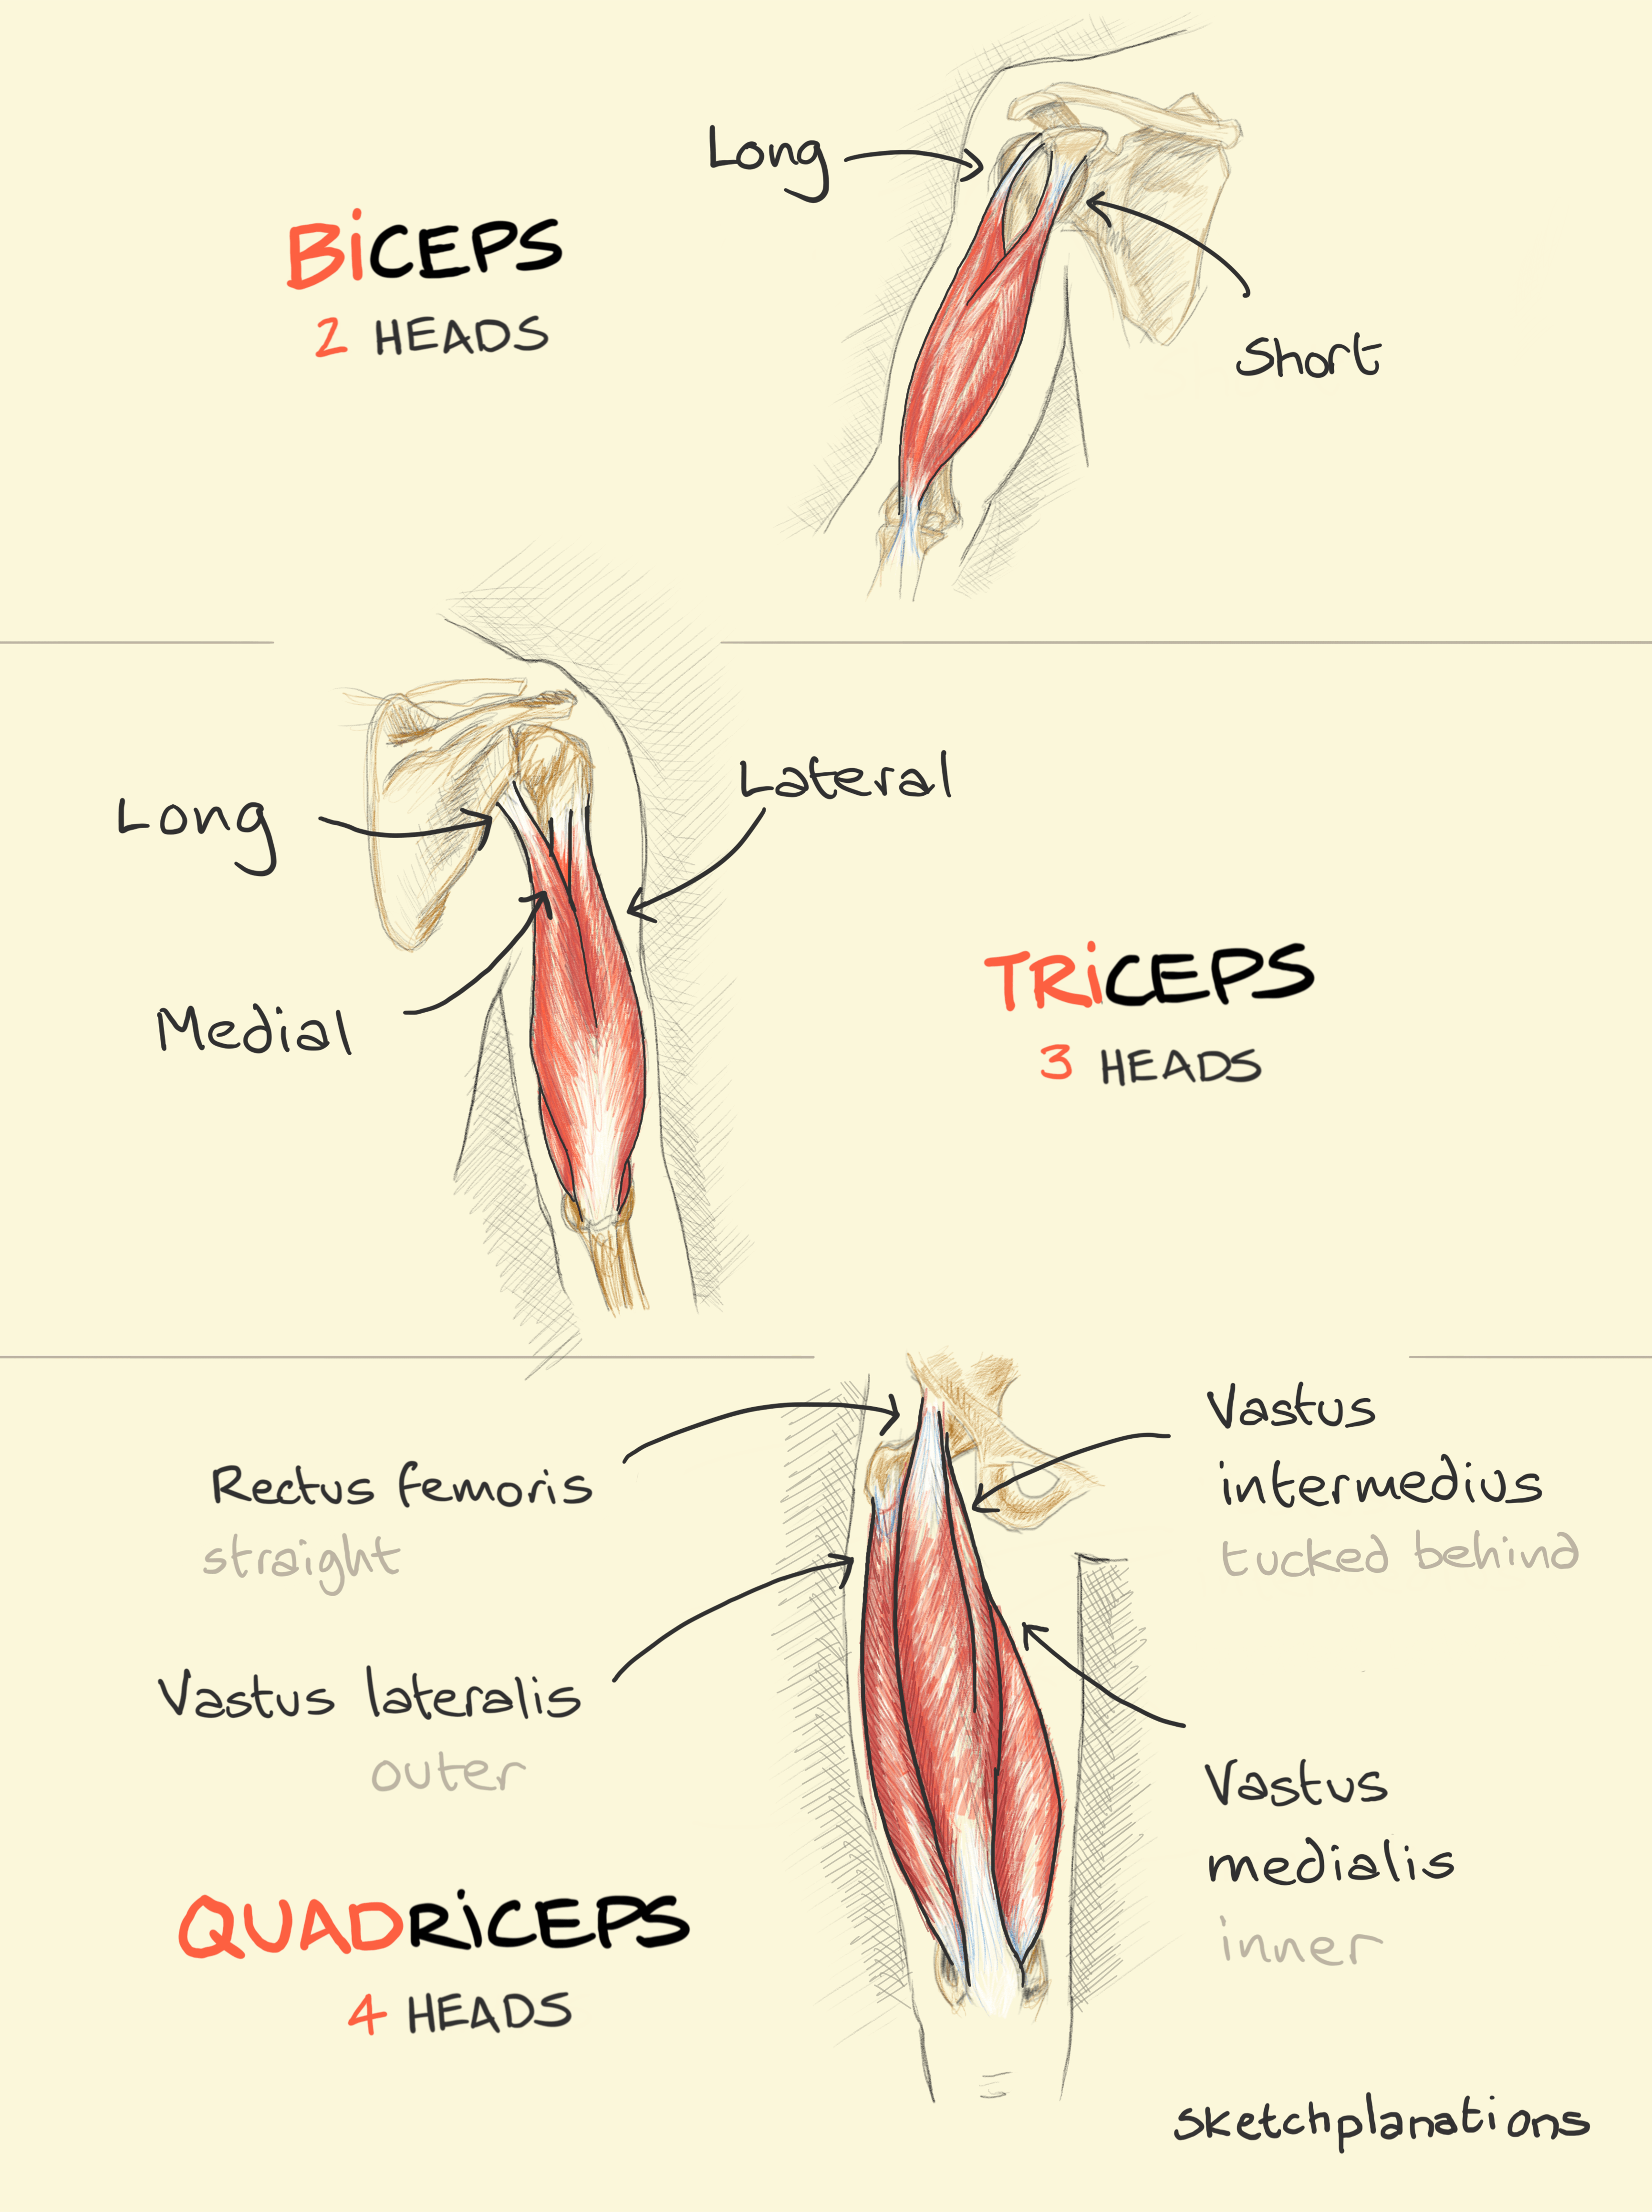 Long
BiCEPS
2 HEADS
Short
Lateral
Long
Medial
TRiCEPS
3 HEADS
Rectus femoris
straight
Vastus
intermedius
tucked behind
Vastus lateralis
outer
Vastus
medialis
inner
QUADRiCEPS
4 HEADS
sketchplanations